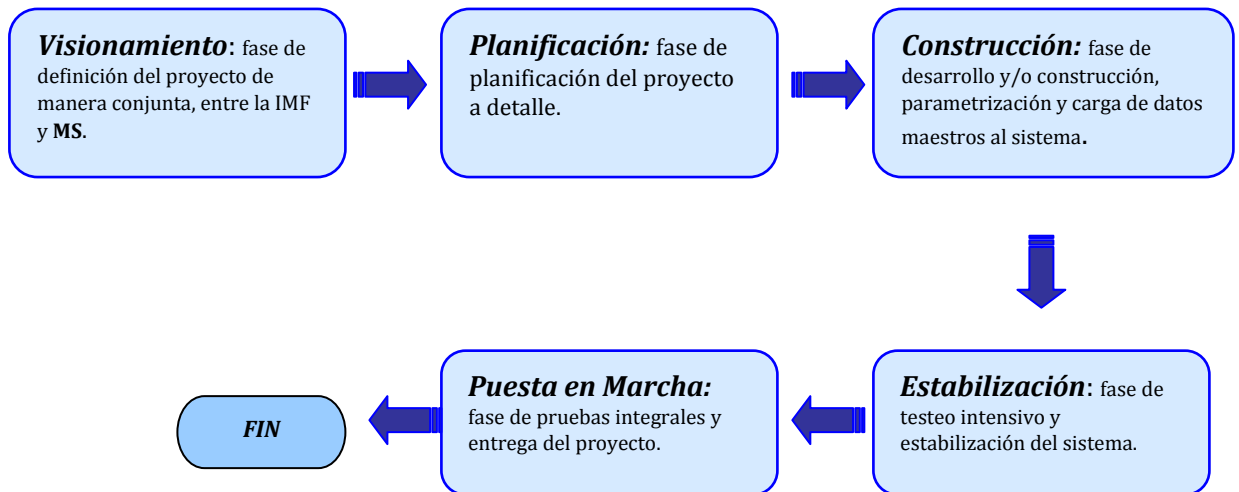 Visionamiento: fase de
definición del proyecto de
manera conjunta, entre la IMF
y MS.
Planificación: fase de
planificación del proyecto
a detalle.
Construcción: fase de
desarrollo y/o construcción,
parametrización y carga de datos
maestros al sistema.
Estabilización: fase de
testeo intensivo y
estabilización del sistema.
Puesta en Marcha:
fase de pruebas integrales y
entrega del proyecto.
FIN